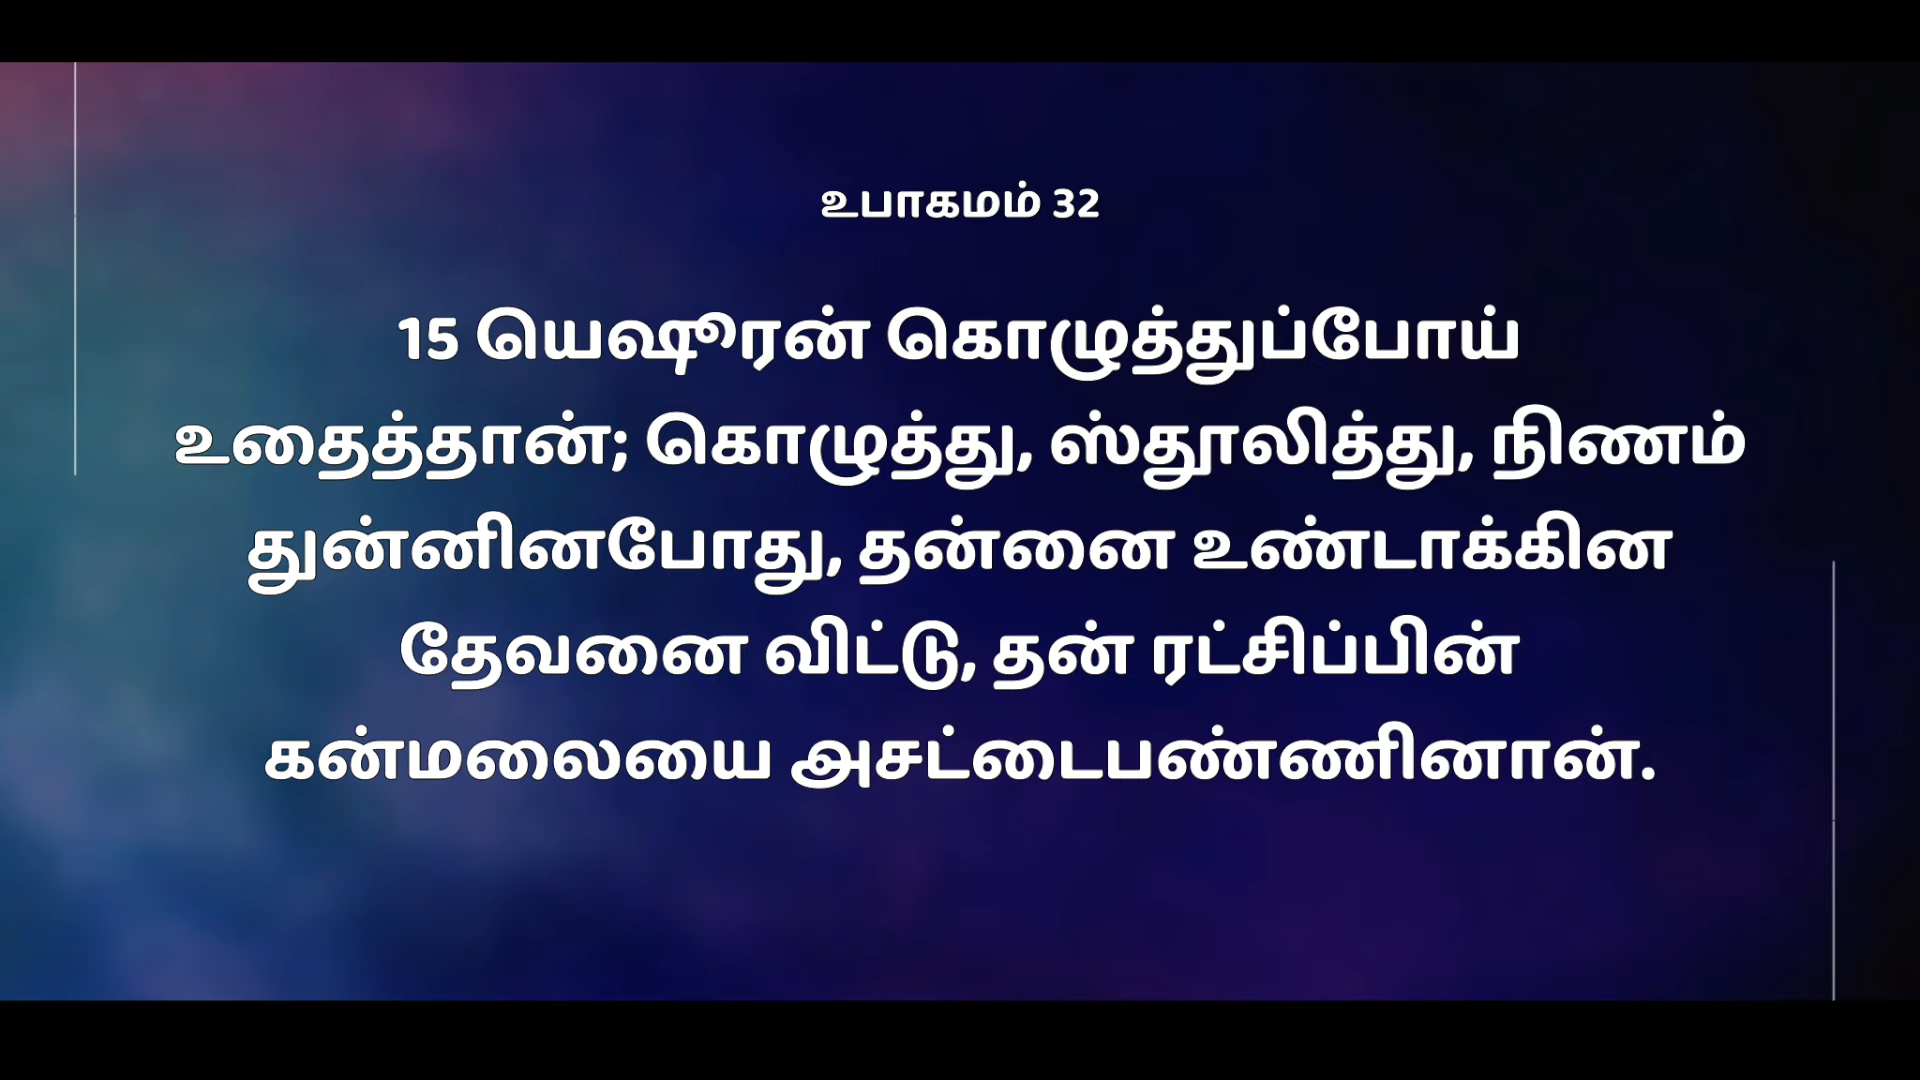 உபாகமம் 32
15 யெஷூரன் கொழுத்துப்போய்
உதைத்தான்; கொழுத்து, ஸ்தூலித்து, நிணம்
துன்னினபோது, தன்னை உண்டாக்கின
தேவனை விட்டு, தன் ரட்சிப்பின்
கன்மலையை அசட்டைபண்ணினான்.